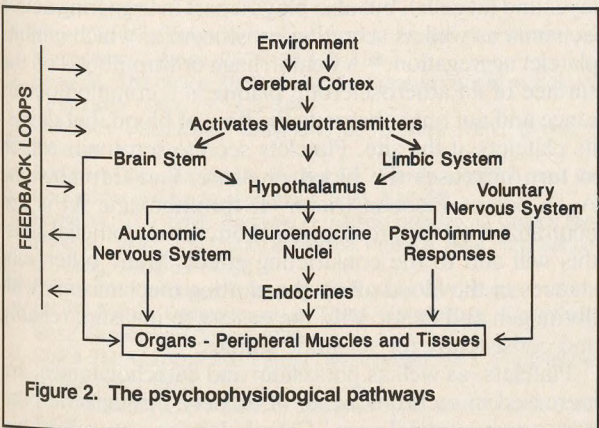 Environment
Cerebral Cortex
Activates Neurotransmitters
Brain Stem
Limbic System
Hypothalamus
Voluntary
Nervous System
Autonomic
Nervous System
Neuroendocrine
Nuclei
Psychoimmune
Responses
Endocrines
Organs - Peripheral Muscles and Tissues
FEEDBACK LOOPS
Figure 2. The psychophysiological pathways